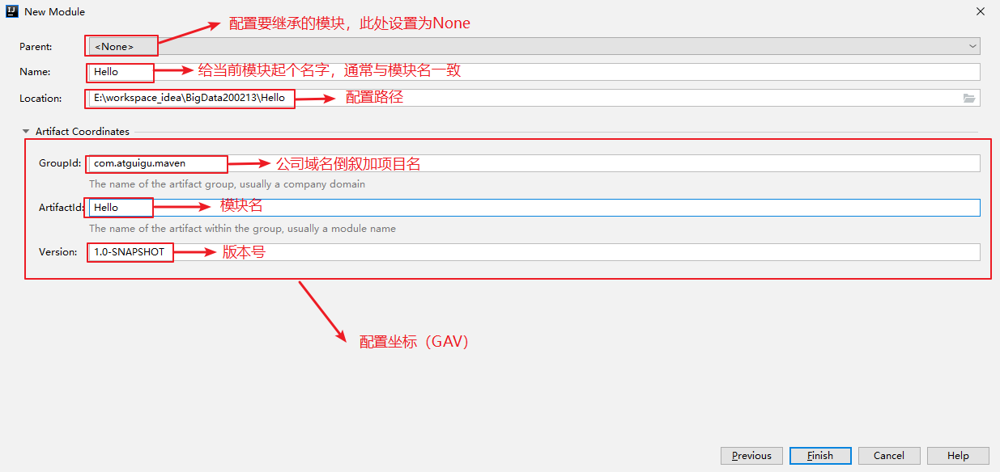 New Module
配置要继承的模块，此处设置为None
Parent: <None>
Name: Hello 给当前模块起个名字，通常与模块名一致
Location: E:\workspace_idea\BigData200213\Hello 配置路径
Artifact Coordinates
GroupId: com.atguigu.maven 公司域名倒叙加项目名
The name of the artifact group, usually a company domain
ArtifactId: Hello 模块名
The name of the artifact within the group, usually a module name
Version: 1.0-SNAPSHOT 版本号
配置坐标（GAV）
Previous Finish Cancel Help